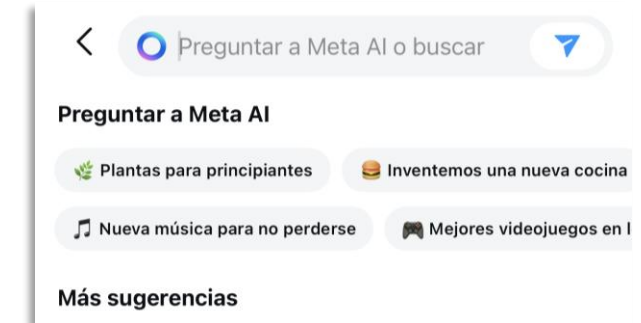 Preguntar a Meta AI o buscar
Preguntar a Meta AI
Plantas para principiantes
Inventemos una nueva cocina
Nueva música para no perderse
Mejores videojuegos en
Más sugerencias